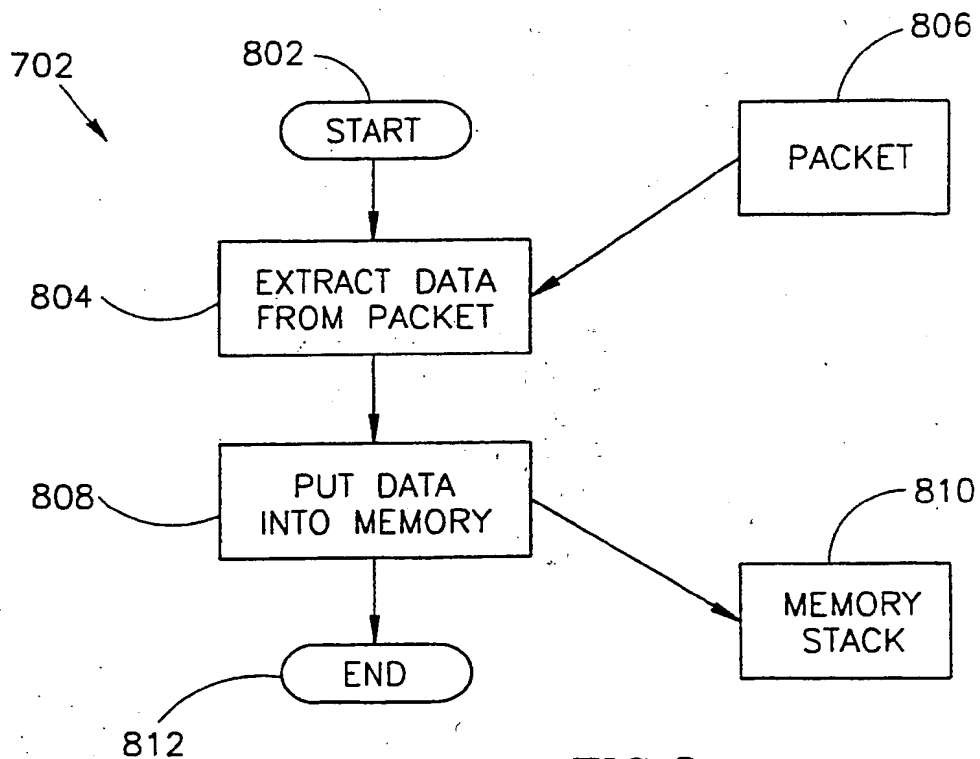 702
802
START
806
PACKET
804
EXTRACT DATA
FROM PACKET
808
PUT DATA
INTO MEMORY
810
MEMORY
STACK
END
812